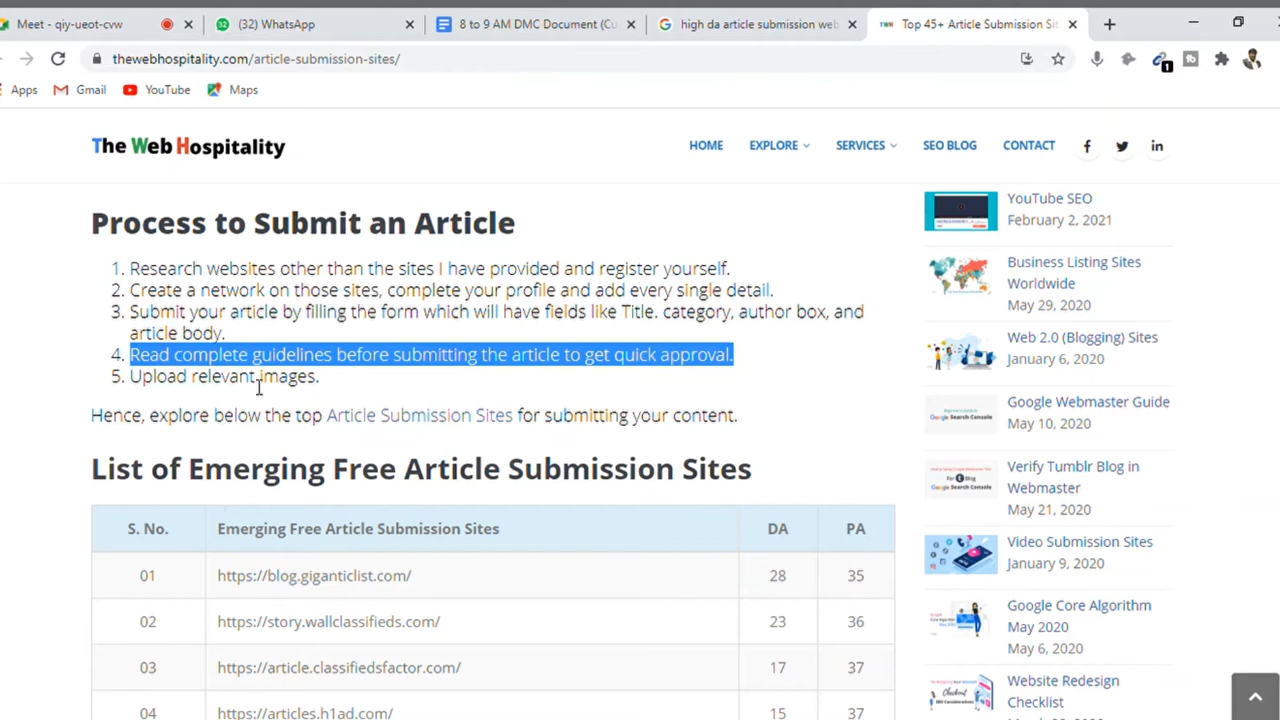 Meet - qiy-ueot-cvw
(32) WhatsApp
8 to 9 AM DMC Document (Cu
high da article submission web
Top 45+ Article Submission Sit
thewebhospitality.com/article-submission-sites/
1
Apps
Gmail
YouTube
Maps
The Web Hospitality
HOME
EXPLORE
SERVICES
SEO BLOG
CONTACT
Process to Submit an Article
1. Research websites other than the sites I have provided and register yourself.
2. Create a network on those sites, complete your profile and add every single detail.
3. Submit your article by filling the form which will have fields like Title. category, author box, and
article body.
4. Read complete guidelines before submitting the article to get quick approval.
5. Upload relevant images.
Hence, explore below the top Article Submission Sites for submitting your content.
List of Emerging Free Article Submission Sites
S. No. Emerging Free Article Submission Sites DA PA
01 https://blog.giganticlist.com/ 28 35
02 https://story.wallclassifieds.com/ 23 36
03 https://article.classifiedsfactor.com/ 17 37
04 https://articles.h1ad.com/ 15 37
YouTube SEO
February 2, 2021
Business Listing Sites
Worldwide
May 29, 2020
Web 2.0 (Blogging) Sites
January 6, 2020
Google Webmaster Guide
May 10, 2020
Verify Tumblr Blog in
Webmaster
May 21, 2020
Video Submission Sites
January 9, 2020
Google Core Algorithm
May 2020
May 6, 2020
Website Redesign
Checklist